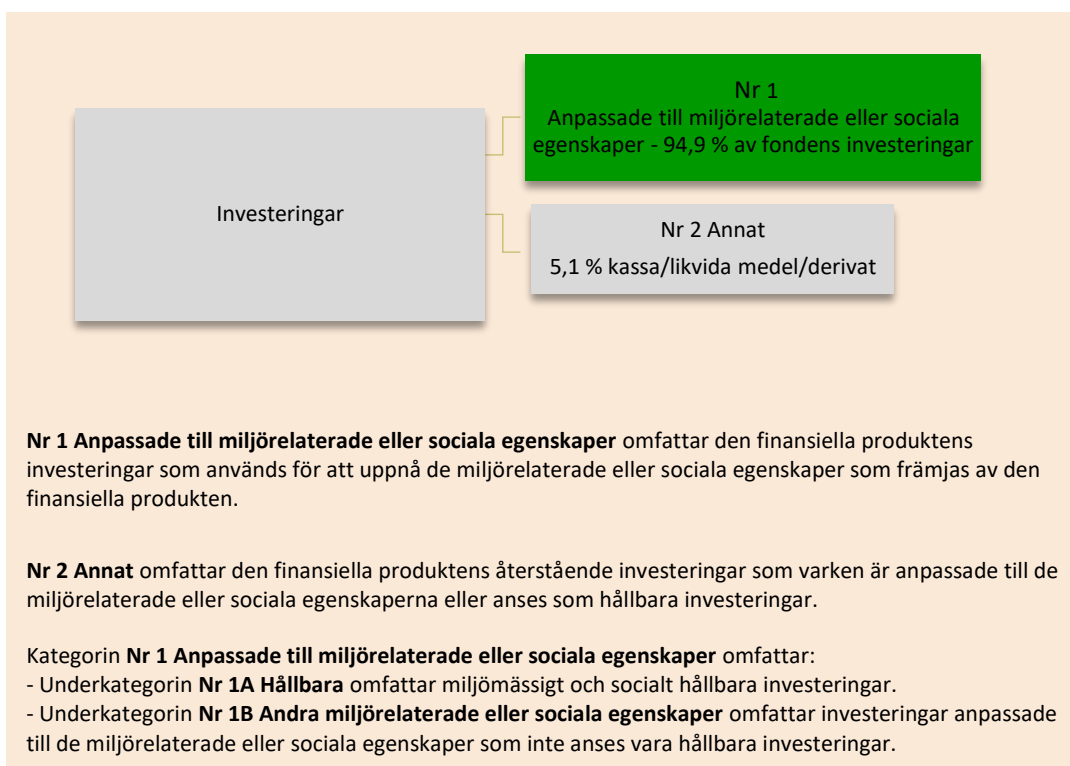 Nr 1
Anpassade till miljörelaterade eller sociala
egenskaper - 94,9 % av fondens investeringar
Investeringar
Nr 2 Annat
5,1 % kassa/likvida medel/derivat
Nr 1 Anpassade till miljörelaterade eller sociala egenskaper omfattar den finansiella produktens
investeringar som används för att uppnå de miljörelaterade eller sociala egenskaper som främjas av den
finansiella produkten.
Nr 2 Annat omfattar den finansiella produktens återstående investeringar som varken är anpassade till de
miljörelaterade eller sociala egenskaperna eller anses som hållbara investeringar.
Kategorin Nr 1 Anpassade till miljörelaterade eller sociala egenskaper omfattar:
- Underkategorin Nr 1A Hållbara omfattar miljömässigt och socialt hållbara investeringar.
- Underkategorin Nr 1B Andra miljörelaterade eller sociala egenskaper omfattar investeringar anpassade
till de miljörelaterade eller sociala egenskaper som inte anses vara hållbara investeringar.